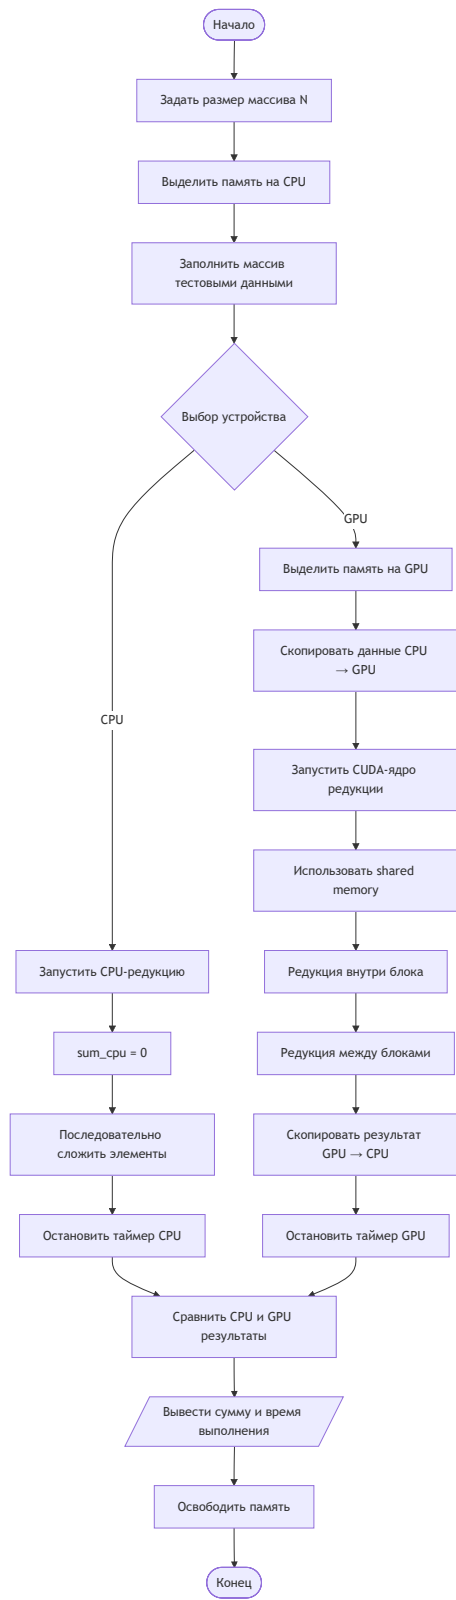 Начало
Задать размер массива N
Выделить память на CPU
Заполнить массив
тестовыми данными
Выбор устройства
GPU
Выделить память на GPU
Скопировать данные CPU
→ GPU
CPU
Запустить CUDA-ядро
редукции
Использовать shared
memory
Запустить CPU-редукцию
Редукция внутри блока
sum_cpu = 0
Редукция между блоками
Последовательно
сложить элементы
Скопировать результат
GPU → CPU
Остановить таймер CPU
Остановить таймер GPU
Сравнить CPU и GPU
результаты
Вывести сумму и время
выполнения
Освободить память
Конец